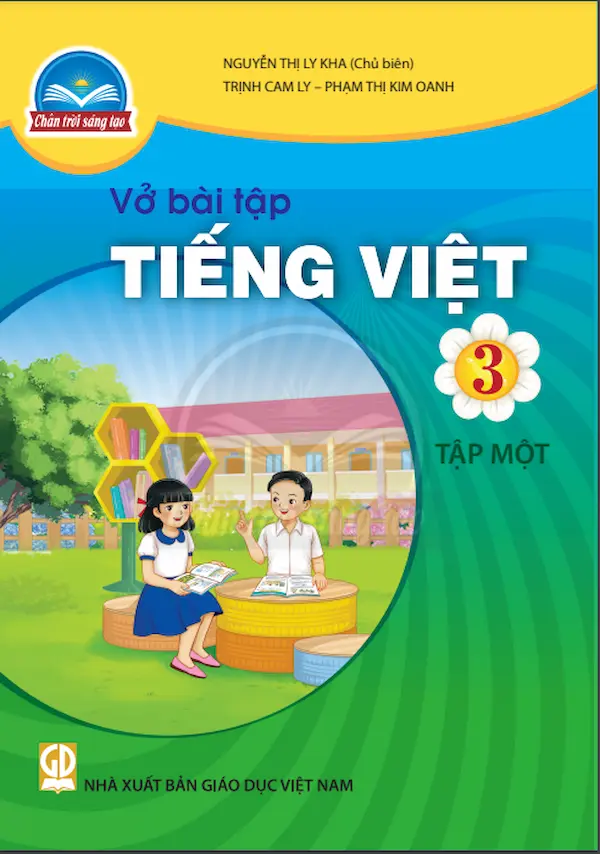 NGUYỄN THỊ LY KHA (Chủ biên)
TRỊNH CAM LY – PHẠM THỊ KIM OANH
Chân trời sáng tạo
Vở bài tập
TIẾNG VIỆT
3
TẬP MỘT
GD
NHÀ XUẤT BẢN GIÁO DỤC VIỆT NAM